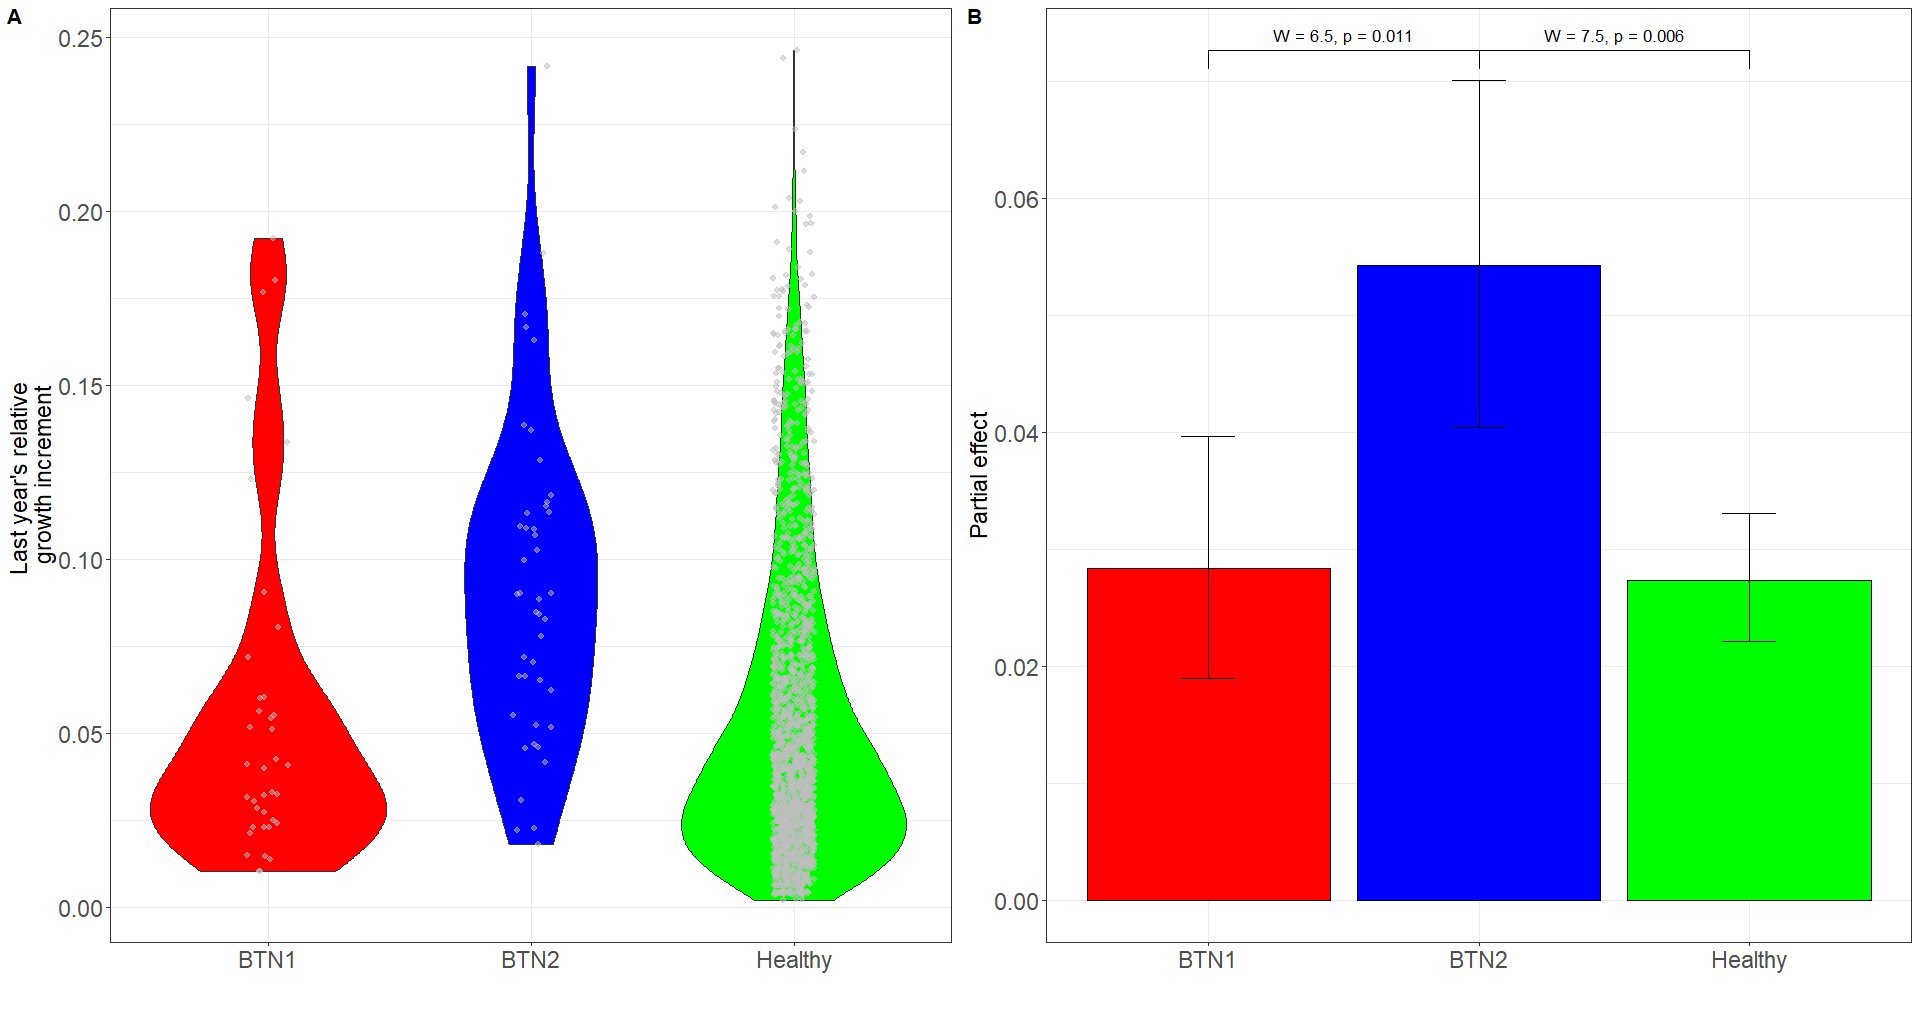 A
Last year's relative
growth increment
0.25
0.20
0.15
0.10
0.05
0.00
BTN1
BTN2
Healthy
B
Partial effect
W = 6.5, p = 0.011
W = 7.5, p = 0.006
0.06
0.04
0.02
0.00
BTN1
BTN2
Healthy